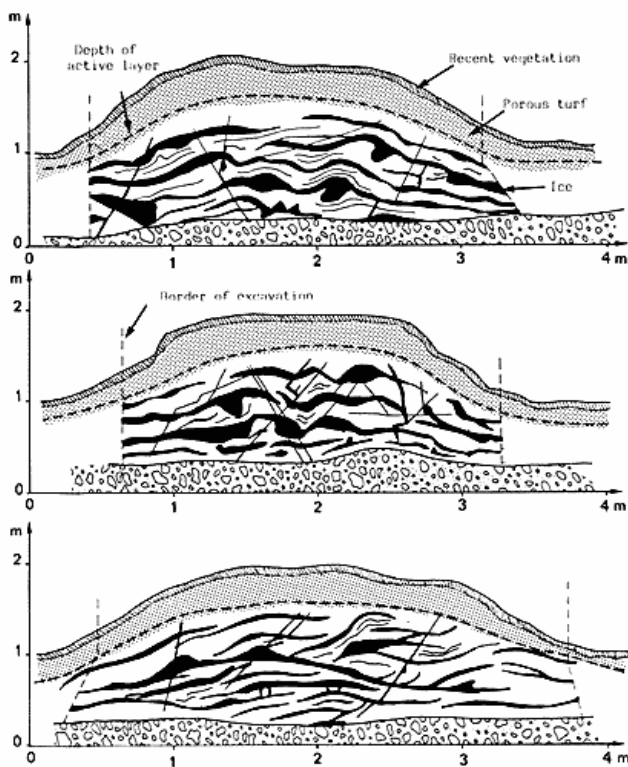 m
Depth of
active layer
Recent vegetation
2
Porous turf
1
Ice
0
0 1 2 3 4 m
m
Border of excavation
2
1
0
0 1 2 3 4 m
m
2
1
0
0 1 2 3 4 m